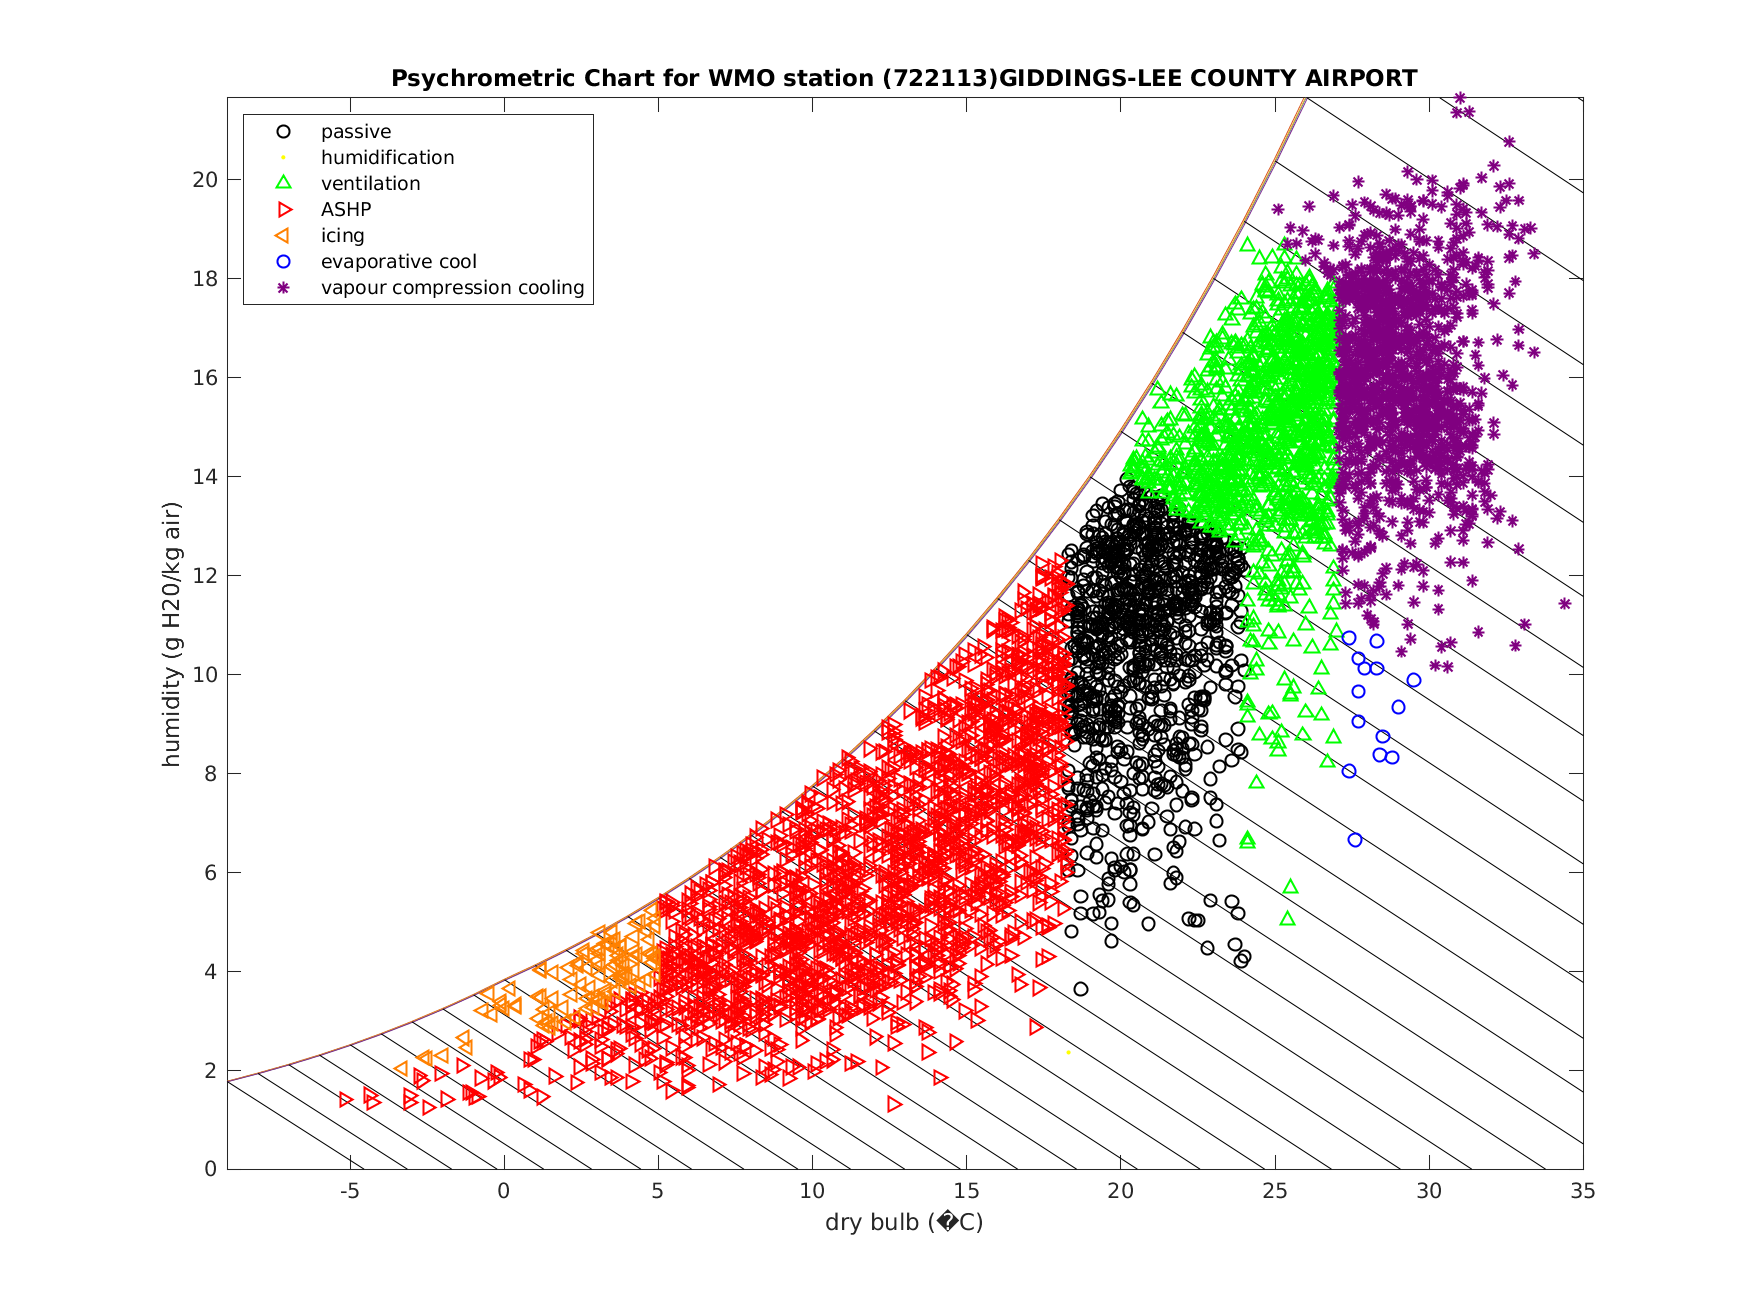 Psychrometric Chart for WMO station (722113)GIDDINGS-LEE COUNTY AIRPORT
passive
humidification
ventilation
ASHP
icing
evaporative cool
vapour compression cooling
humidity (g H20/kg air)
20
18
16
14
12
10
8
6
4
2
0
-5 0 5 10 15 20 25 30 35
dry bulb (�C)